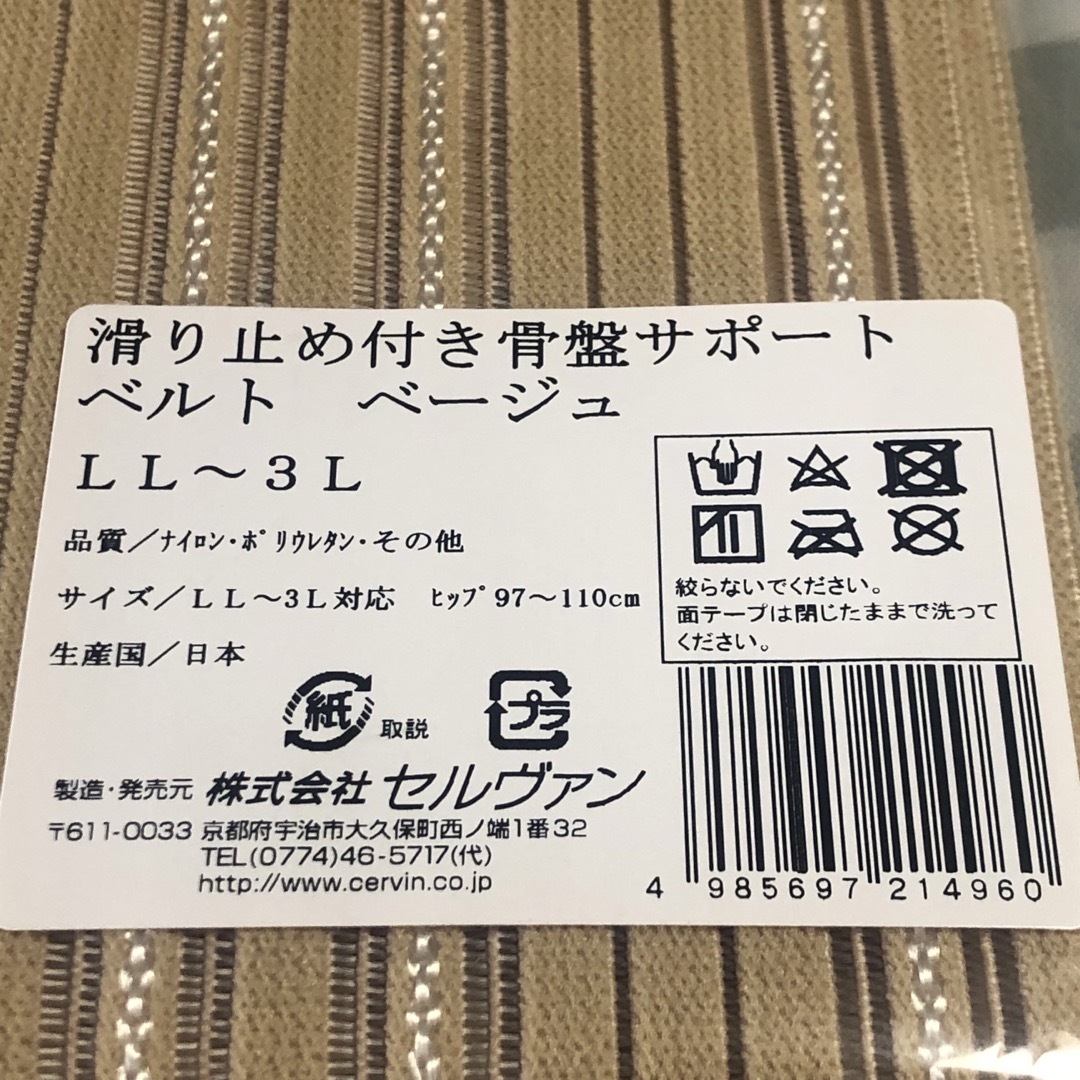 滑り止め付き骨盤サポート
ベルト　ベージュ
ＬＬ～３Ｌ
品質／ﾅｲﾛﾝ・ﾎﾟﾘｳﾚﾀﾝ・その他
サイズ／ＬＬ～3Ｌ対応　ﾋｯﾌﾟ97～110cm
生産国／日本
絞らないでください。
面テープは閉じたままで洗って
ください。
紙 取説
プラ
製造・発売元 株式会社 セルヴァン
〒611-0033 京都府宇治市大久保町西ノ端1番32
TEL(0774)46-5717(代)
http://www.cervin.co.jp
4 985697 214960